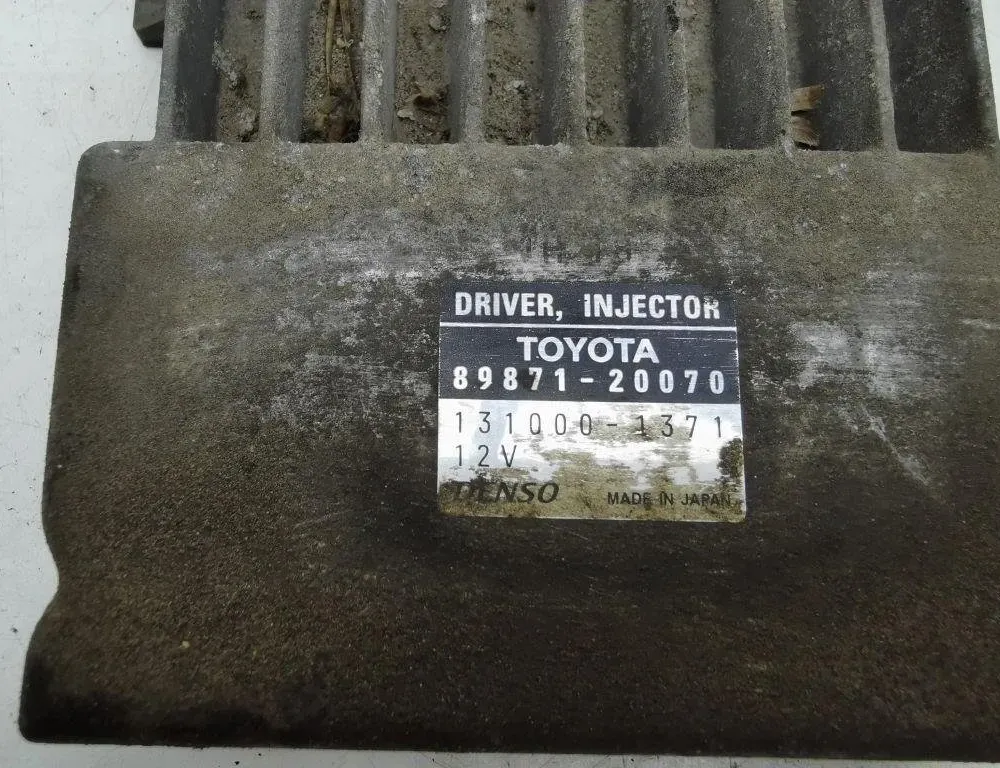 DRIVER, INJECTOR
TOYOTA
89871-20070
131000-1371
12V
DENSO MADE IN JAPAN